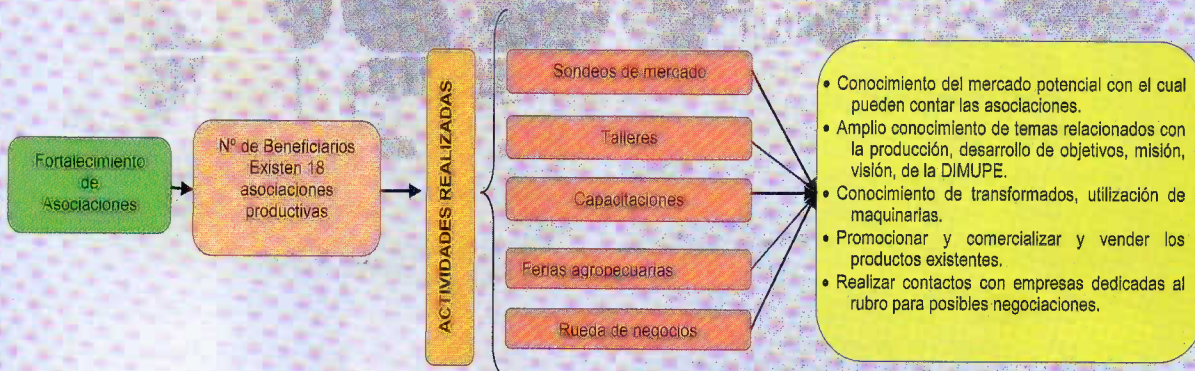 Fortalecimiento
de
Asociaciones
Nº de Beneficiarios
Existen 18
asociaciones
productivas
ACTIVIDADES REALIZADAS
Sondeos de mercado
Talleres
Capacitaciones
Ferias agropecuarias
Rueda de negocios
• Conocimiento del mercado potencial con el cual
pueden contar las asociaciones.
• Amplio conocimiento de temas relacionados con
la producción, desarrollo de objetivos, misión,
visión, de la DIMUPE.
• Conocimiento de transformados, utilización de
maquinarias.
• Promocionar y comercializar y vender los
productos existentes.
• Realizar contactos con empresas dedicadas al
rubro para posibles negociaciones.